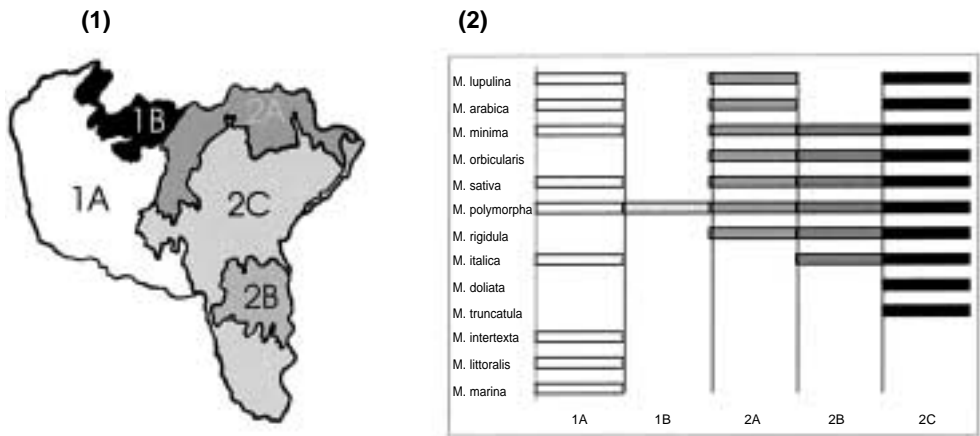 (1)
(2)
1A
1B
2A
2C
2B
M. lupulina
M. arabica
M. minima
M. orbicularis
M. sativa
M. polymorpha
M. rigidula
M. italica
M. doliata
M. truncatula
M. intertexta
M. littoralis
M. marina
1A 1B 2A 2B 2C